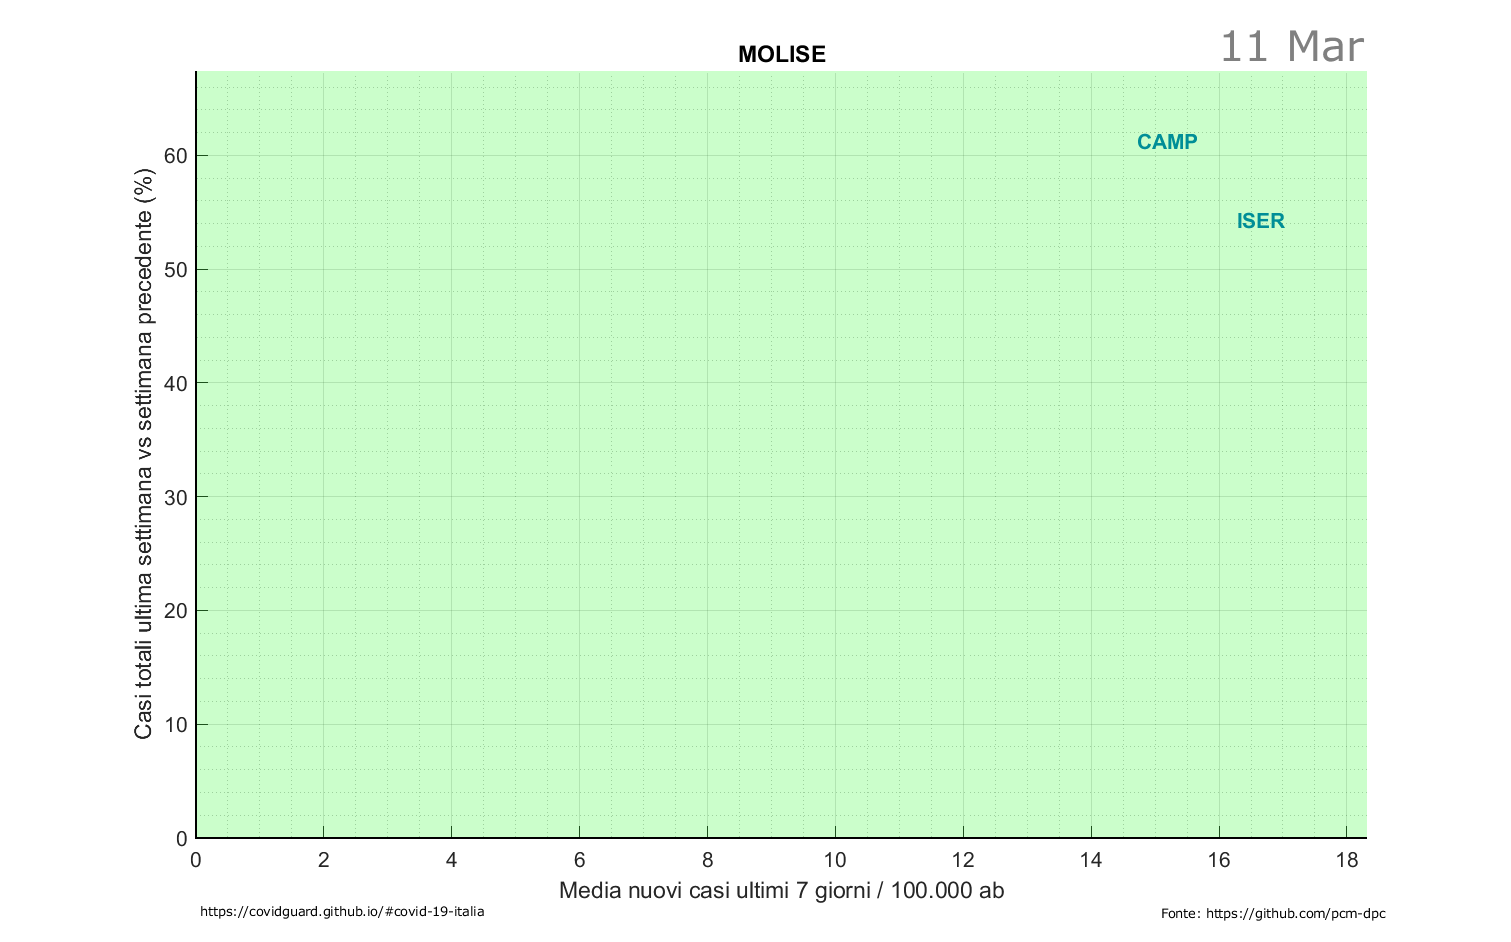 11 Mar
MOLISE
CAMP
ISER
Casi totali ultima settimana vs settimana precedente (%)
60
50
40
30
20
10
0
0 2 4 6 8 10 12 14 16 18
Media nuovi casi ultimi 7 giorni / 100.000 ab
https://covidguard.github.io/#covid-19-italia
Fonte: https://github.com/pcm-dpc